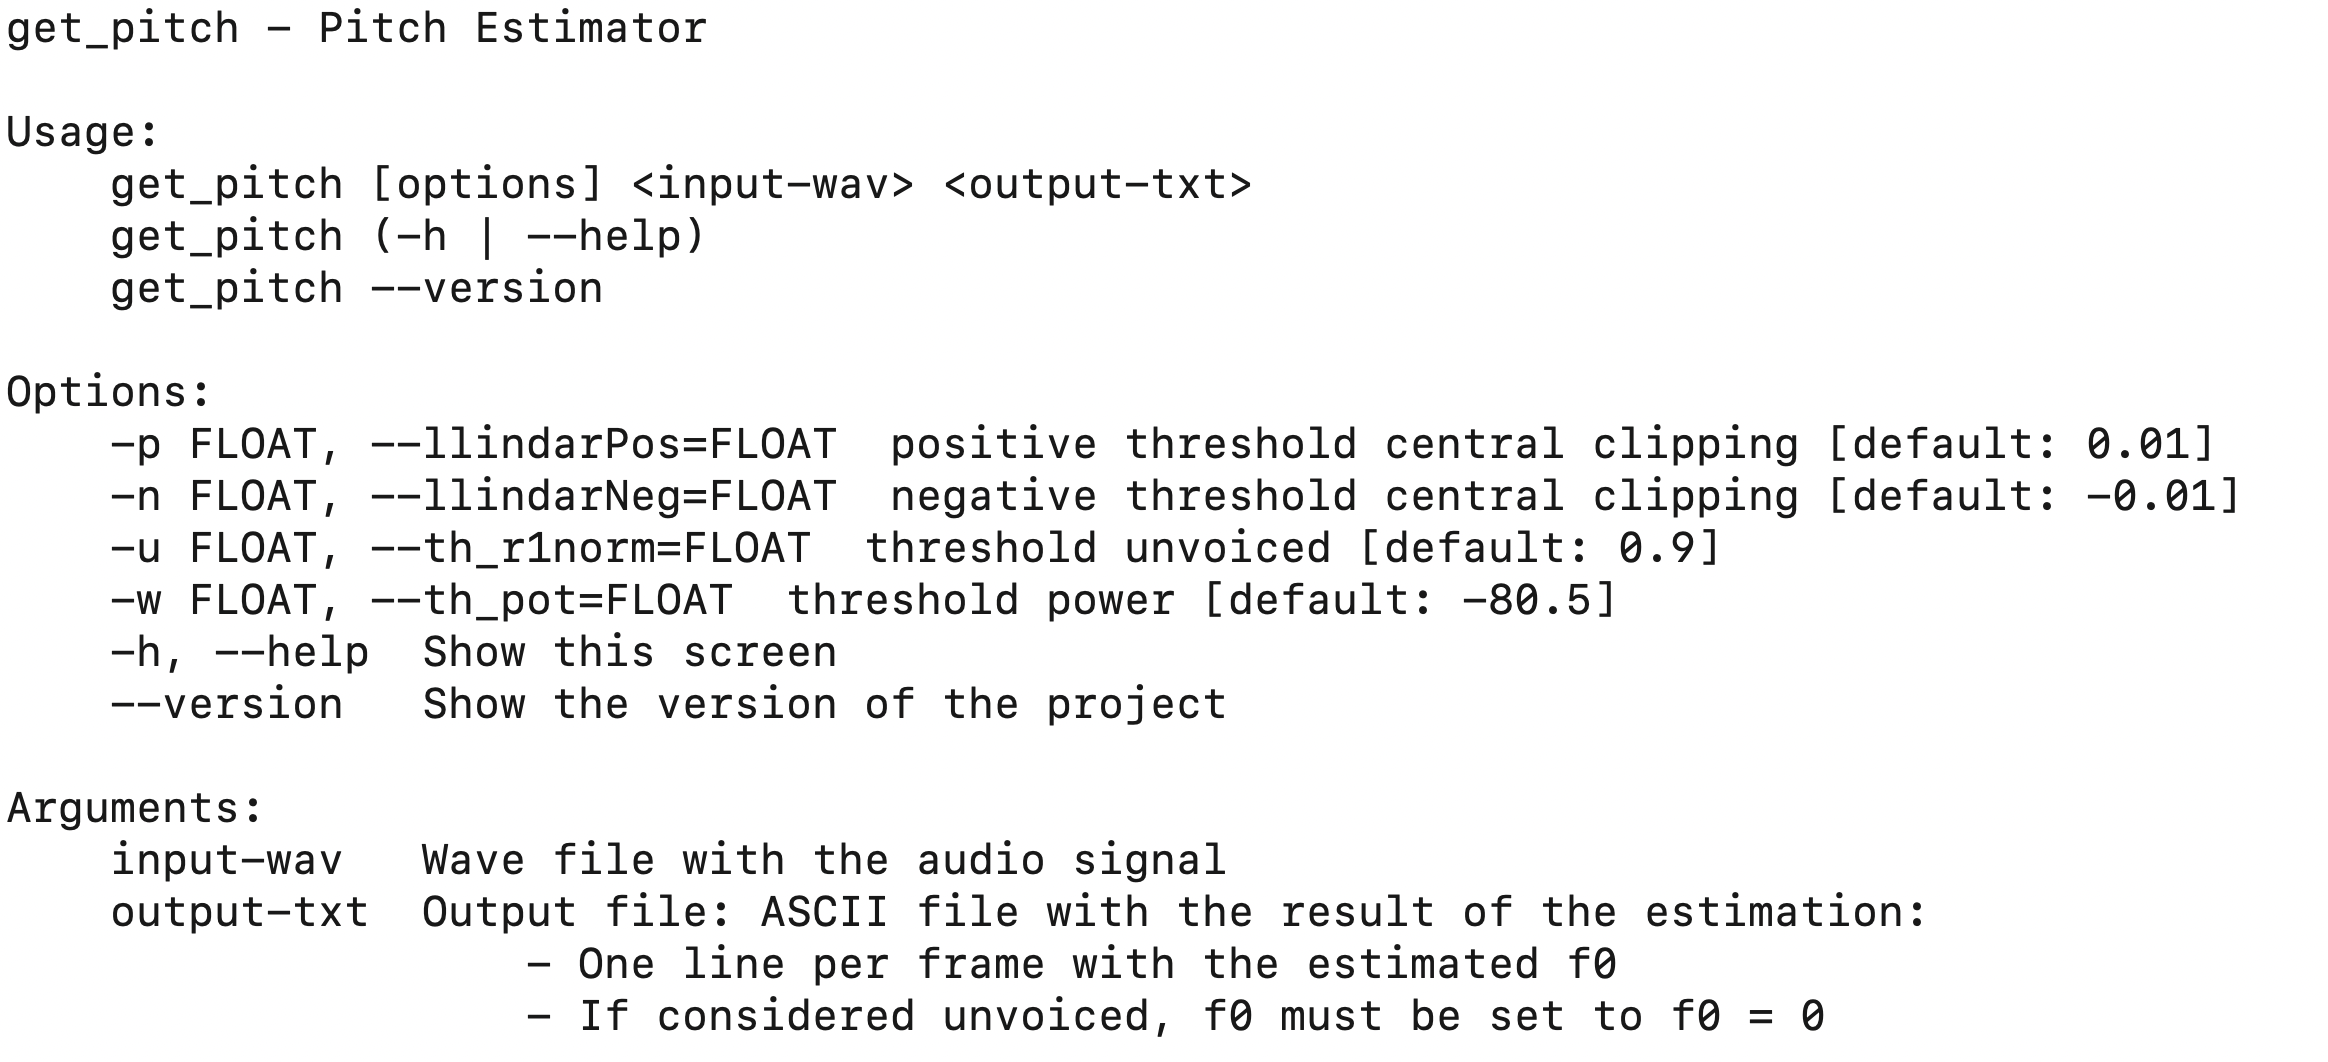 get_pitch - Pitch Estimator

Usage:
    get_pitch [options] <input-wav> <output-txt>
    get_pitch (-h | --help)
    get_pitch --version

Options:
    -p FLOAT, --llindarPos=FLOAT  positive threshold central clipping [default: 0.01]
    -n FLOAT, --llindarNeg=FLOAT  negative threshold central clipping [default: -0.01]
    -u FLOAT, --th_r1norm=FLOAT  threshold unvoiced [default: 0.9]
    -w FLOAT, --th_pot=FLOAT  threshold power [default: -80.5]
    -h, --help  Show this screen
    --version   Show the version of the project

Arguments:
    input-wav   Wave file with the audio signal
    output-txt  Output file: ASCII file with the result of the estimation:
                    - One line per frame with the estimated f0
                    - If considered unvoiced, f0 must be set to f0 = 0